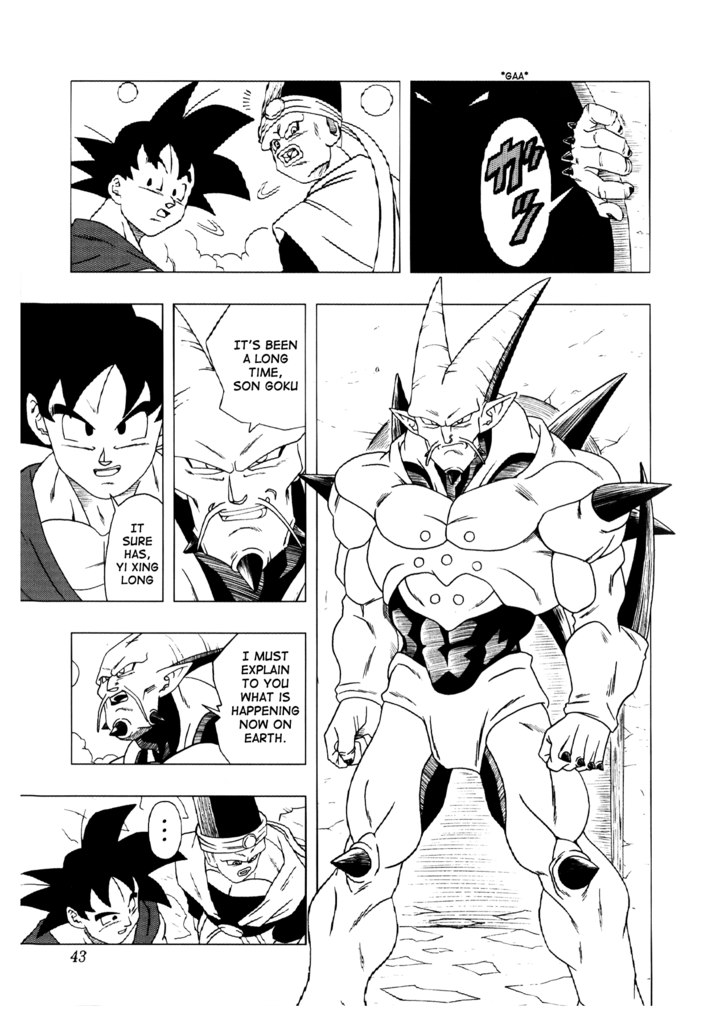 *GAA*
ガッ
ッ
IT'S BEEN
A LONG
TIME,
SON GOKU
IT
SURE
HAS,
YI XING
LONG
I MUST
EXPLAIN
TO YOU
WHAT IS
HAPPENING
NOW ON
EARTH.
...
43